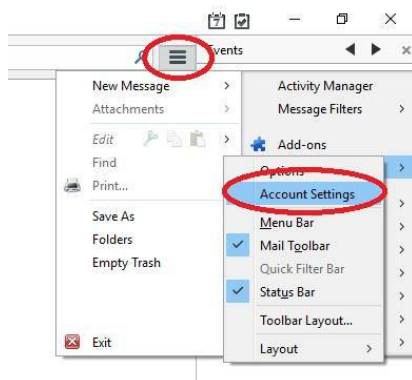 7
Events
New Message
Attachments
Edit
Find
Print...
Save As
Folders
Empty Trash
Exit
Activity Manager
Message Filters
Add-ons
Options
Account Settings
Menu Bar
Mail Toolbar
Quick Filter Bar
Status Bar
Toolbar Layout...
Layout